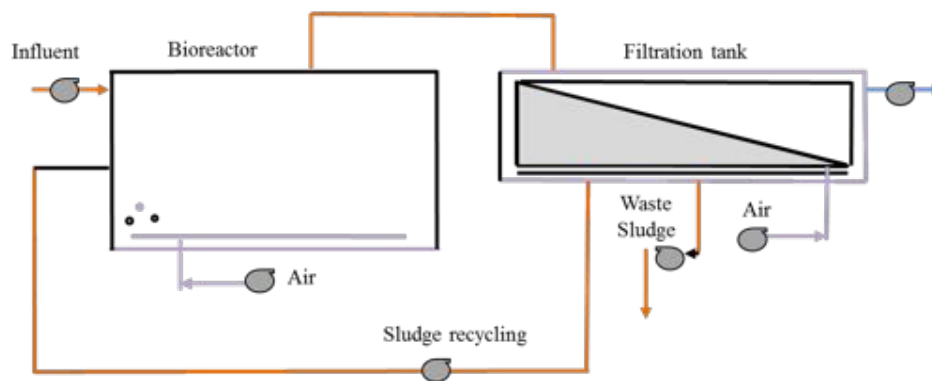 Influent
Bioreactor
Filtration tank
Waste
Sludge
Air
Air
Sludge recycling